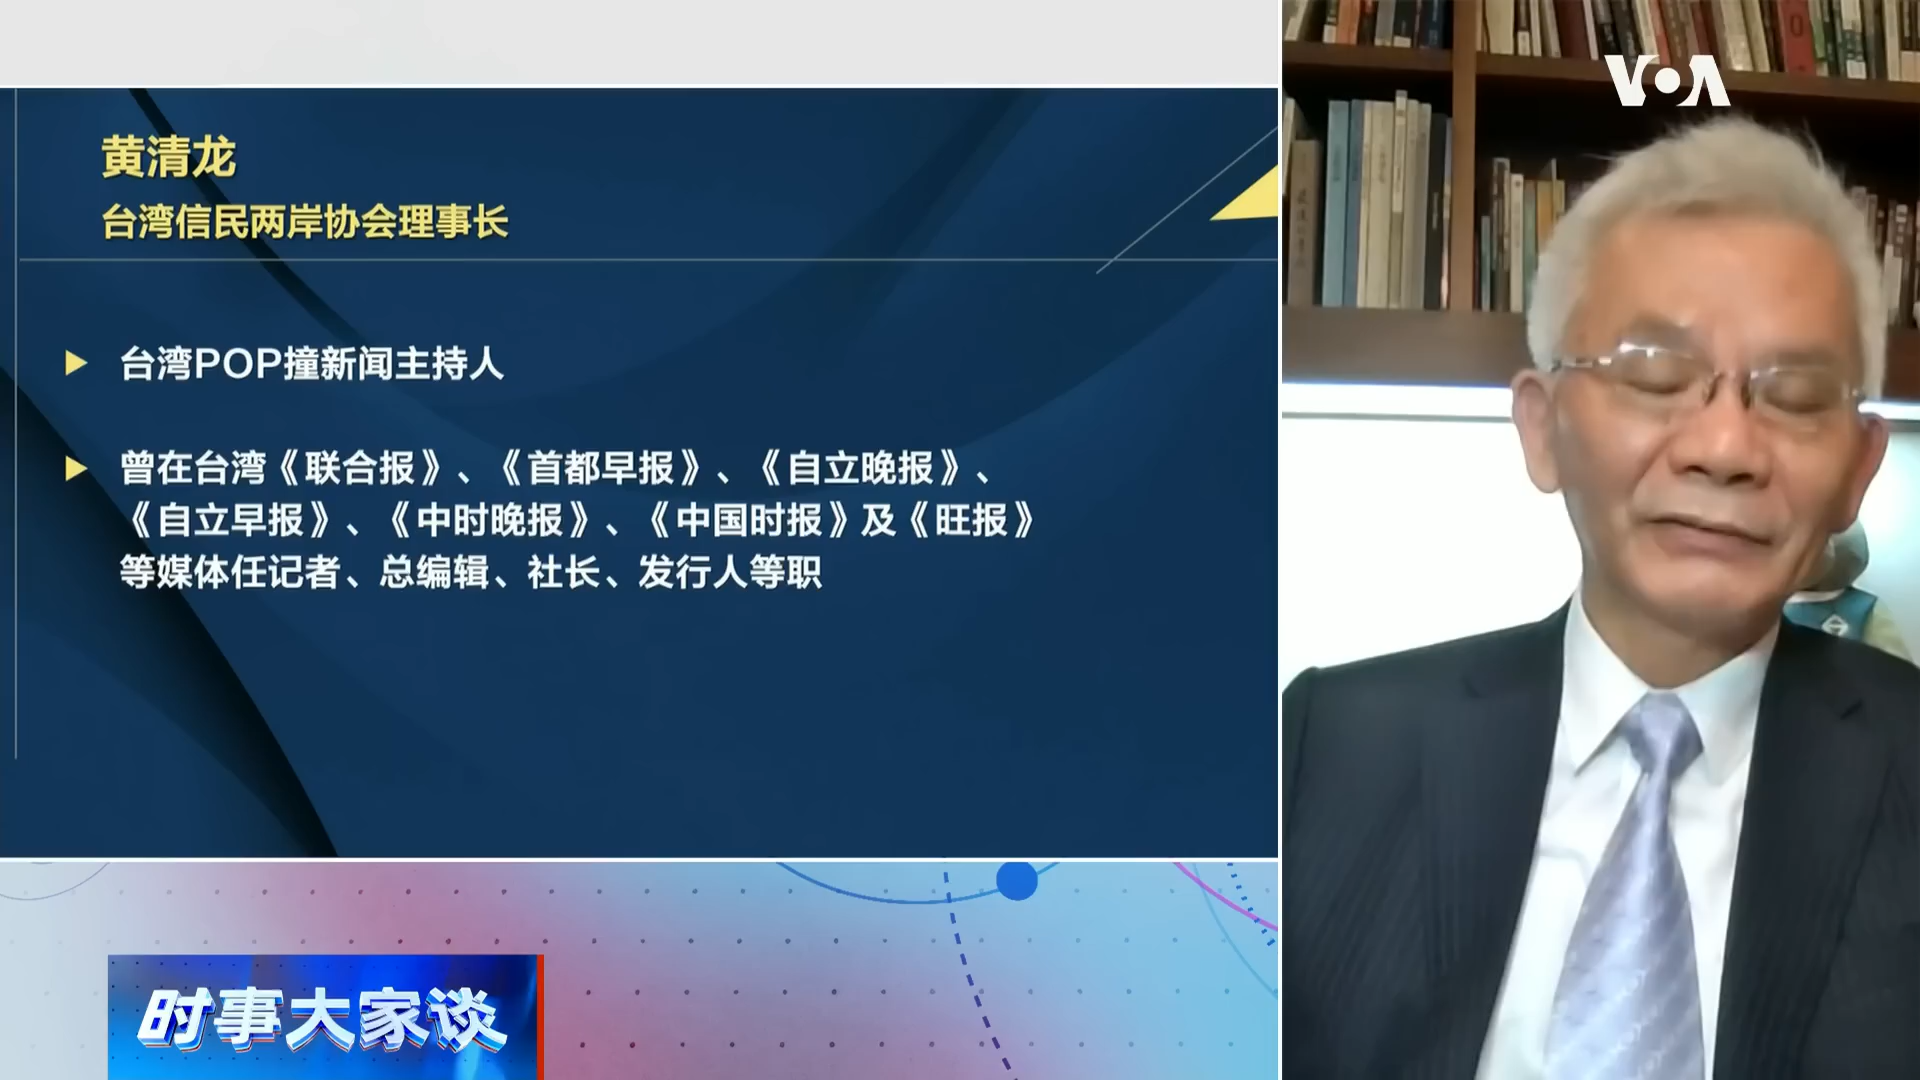 黄清龙
台湾信民两岸协会理事长
台湾POP撞新闻主持人
曾在台湾《联合报》、《首都早报》、《自立晚报》、
《自立早报》、《中时晚报》、《中国时报》及《旺报》
等媒体任记者、总编辑、社长、发行人等职
时事大家谈
VOA